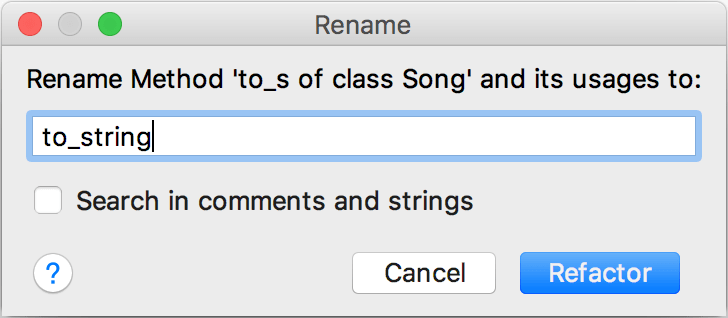 Rename
Rename Method 'to_s of class Song' and its usages to:
to_string
Search in comments and strings
?
Cancel
Refactor